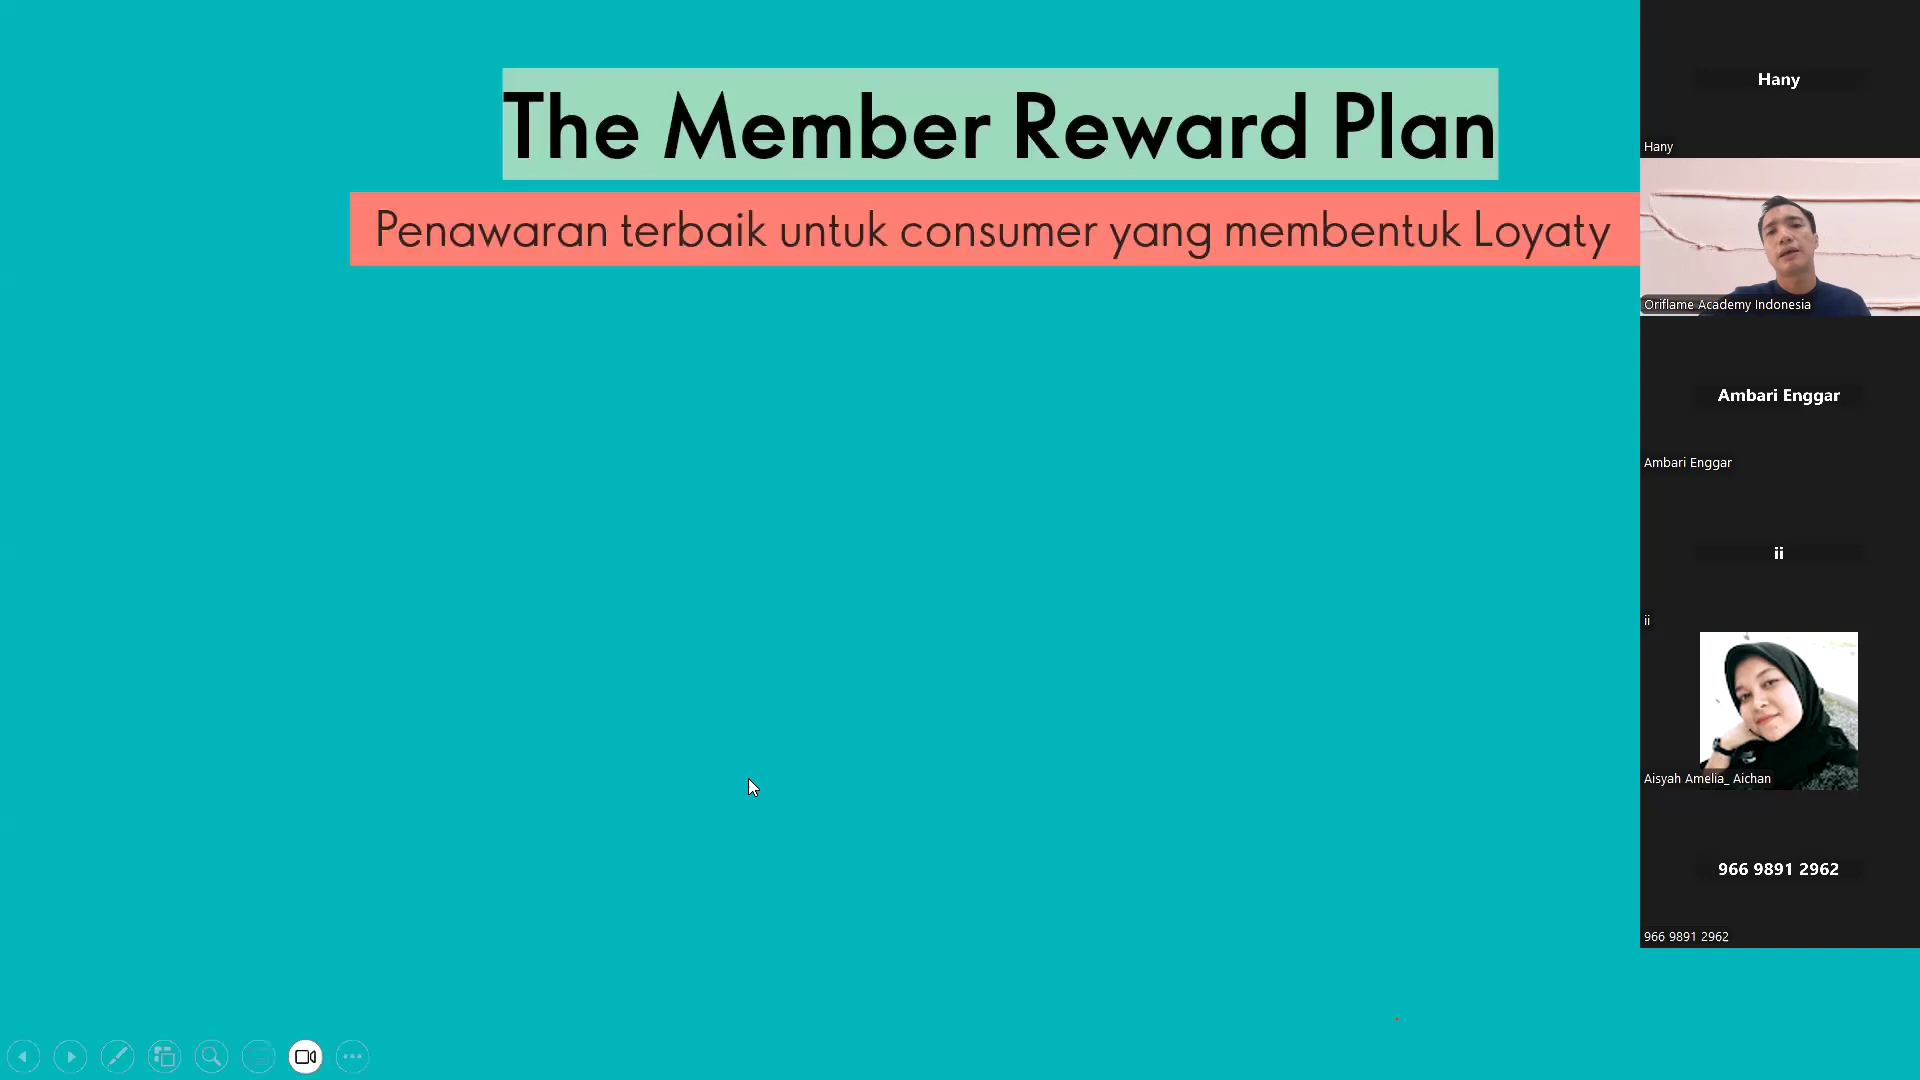 The Member Reward Plan
Penawaran terbaik untuk consumer yang membentuk Loyaty
Hany
Hany
Oriflame Academy Indonesia
Ambari Enggar
Ambari Enggar
ii
ii
Aisyah Amelia_ Aichan
966 9891 2962
966 9891 2962